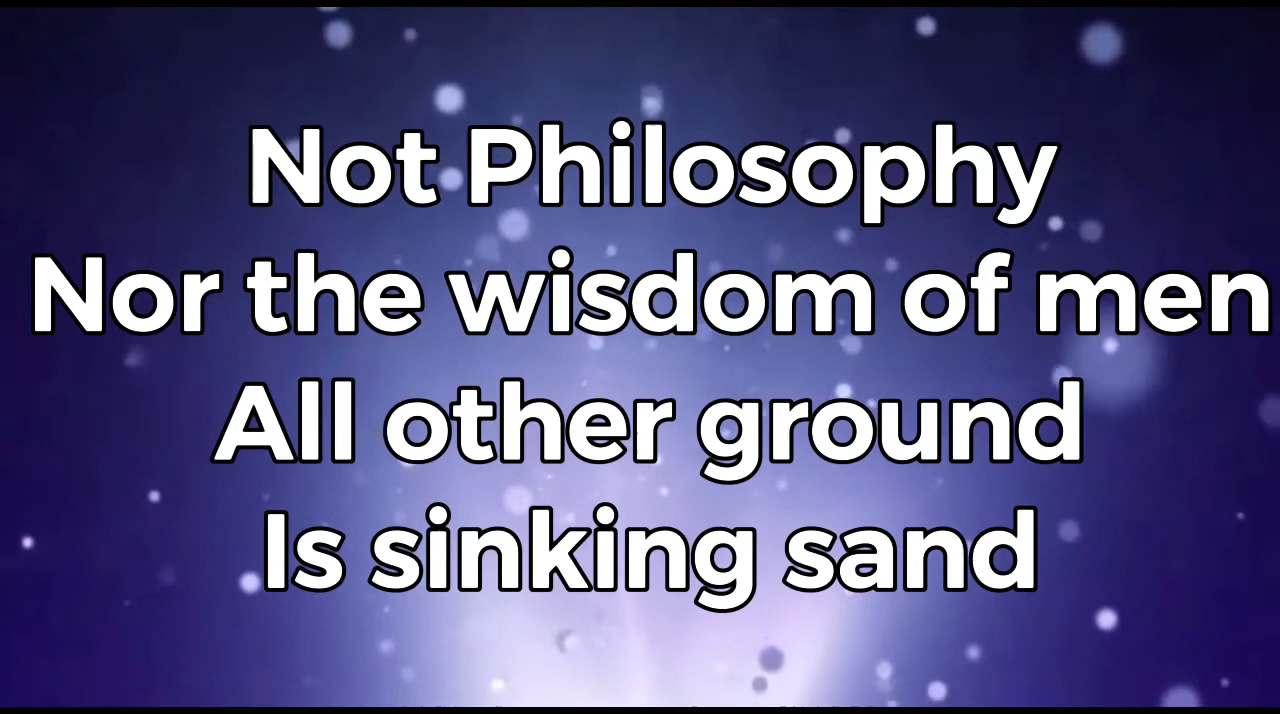 Not Philosophy
Nor the wisdom of men
All other ground
Is sinking sand